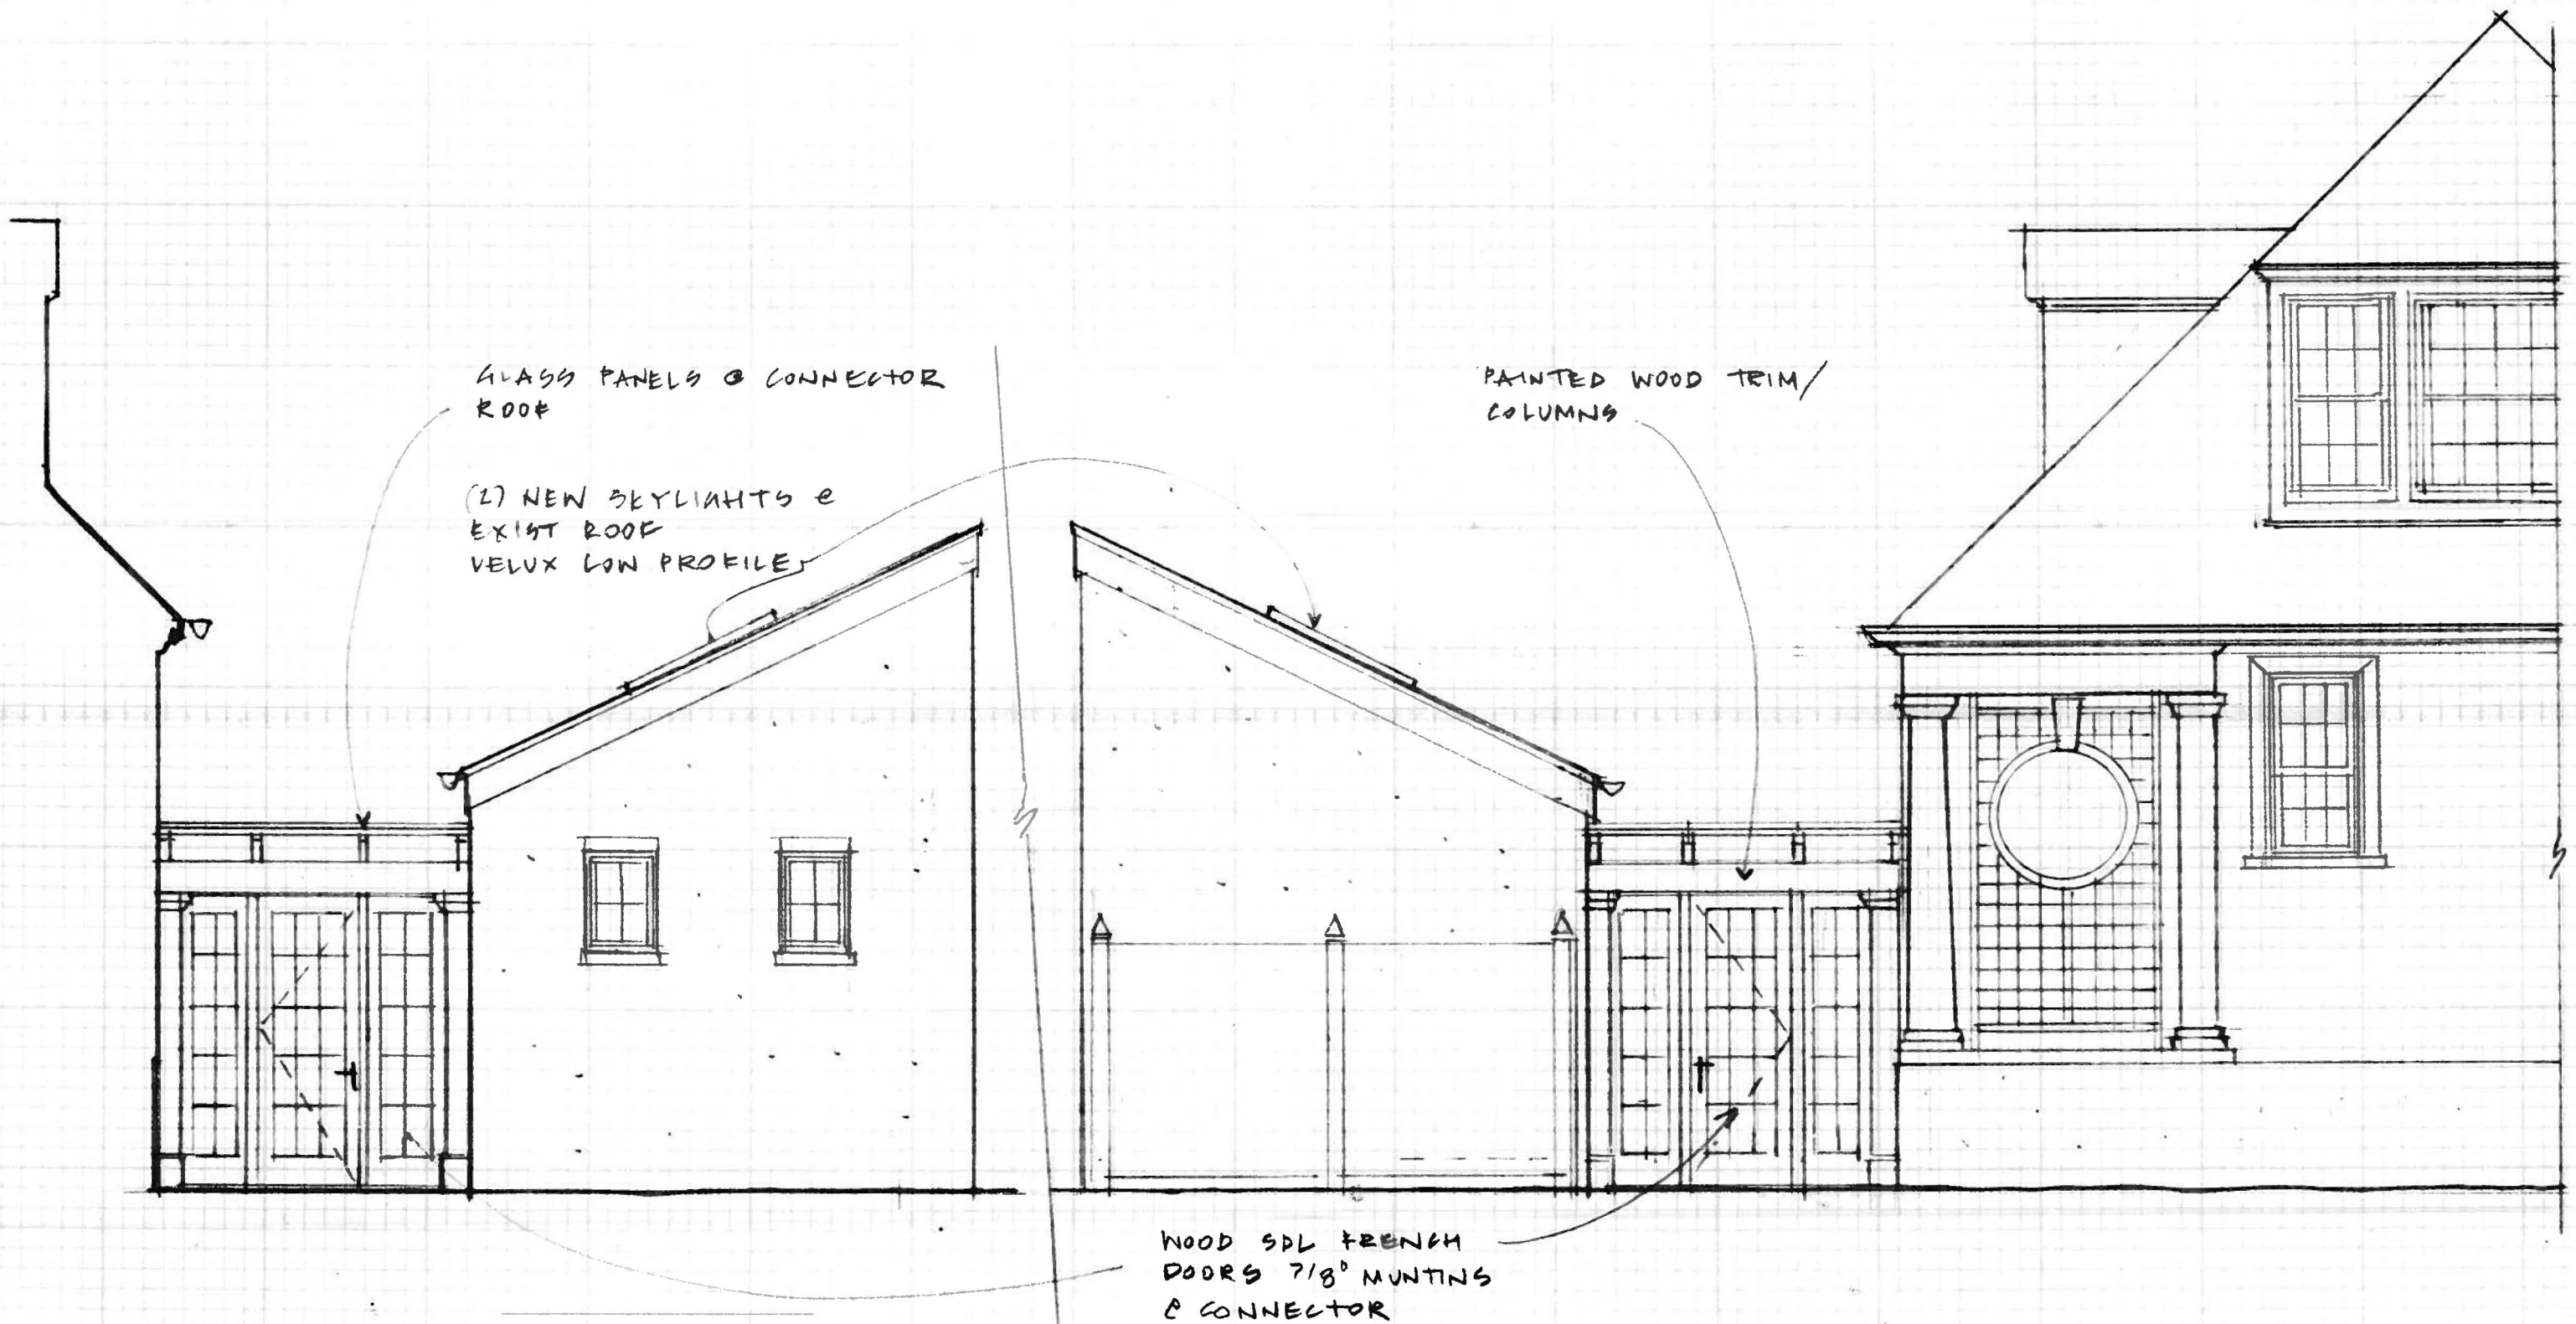 GLASS PANELS @ CONNECTOR
ROOF
(2) NEW SKYLIGHTS @
EXIST ROOF
VELUX LOW PROFILE
PAINTED WOOD TRIM/
COLUMNS
WOOD SDL FRENCH
DOORS 7/8" MUNTINS
@ CONNECTOR